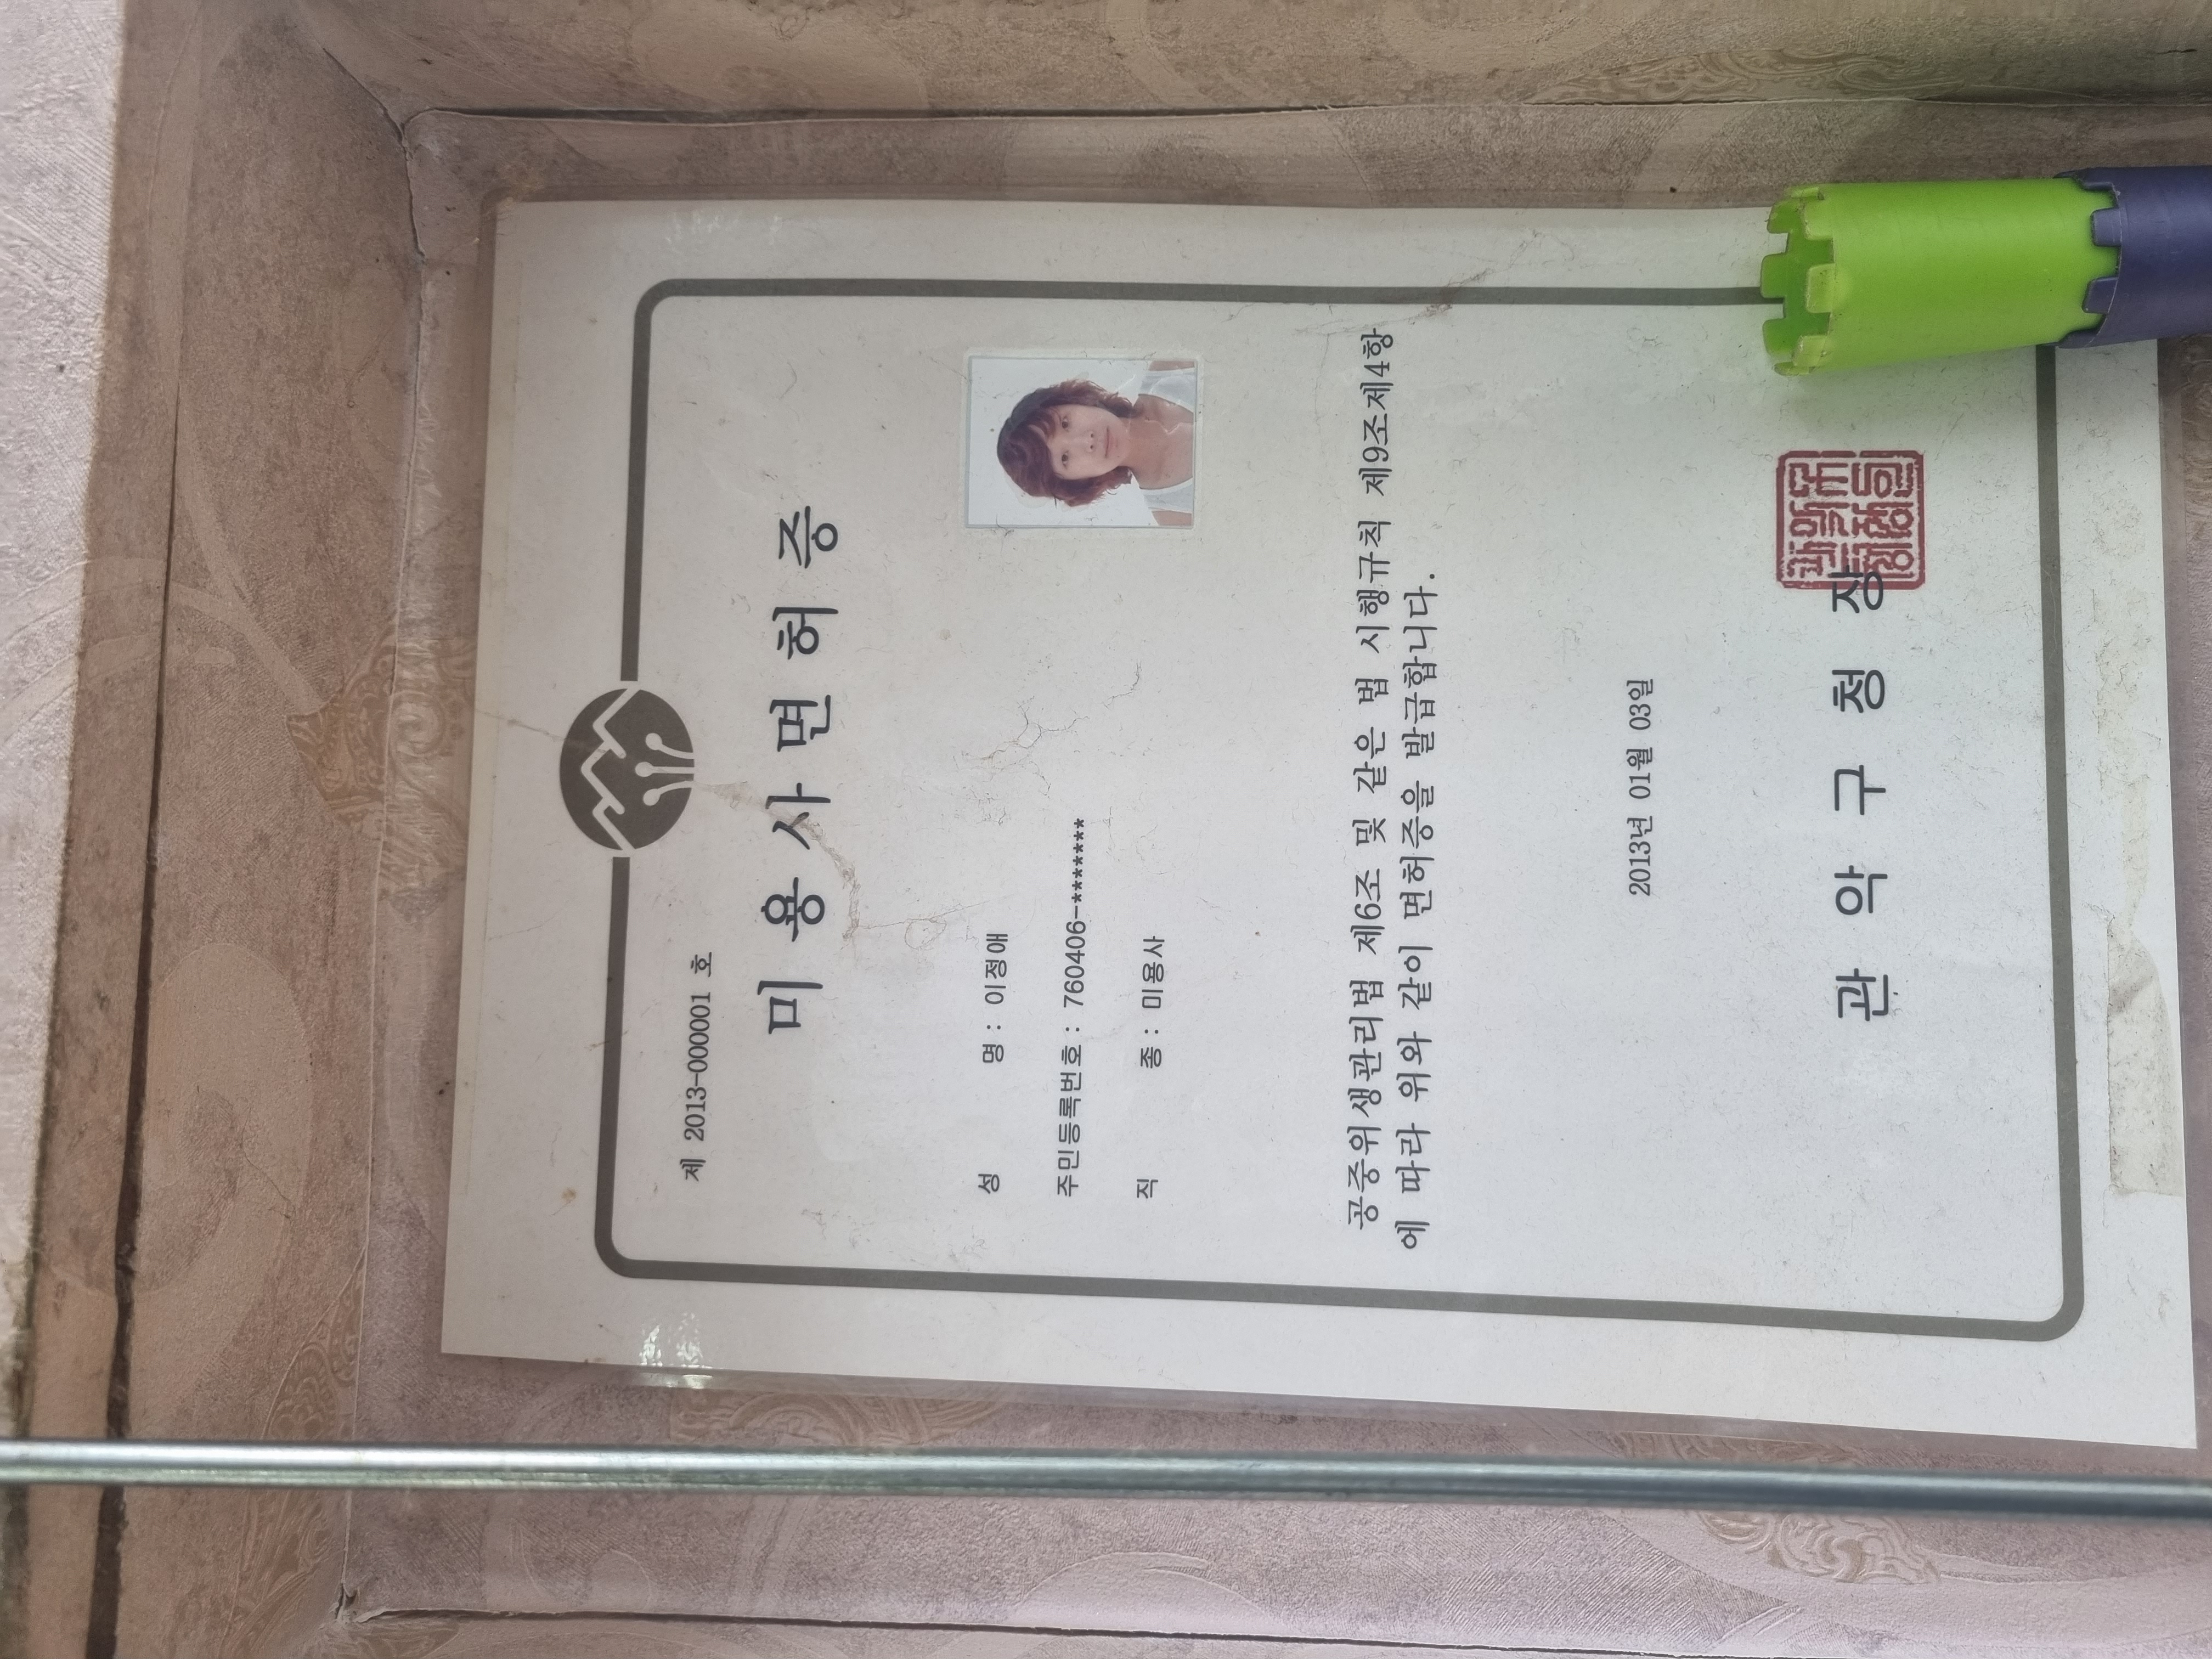 제 2013-000001 호
미용사면허증
성 명 : 이정애
주민등록번호 : 760406-*******
직 종 : 미용사
공중위생관리법 제6조 및 같은 법 시행규칙 제9조제4항
에 따라 위와 같이 면허증을 발급합니다.
2013년 01월 03일
관 악 구 청 장